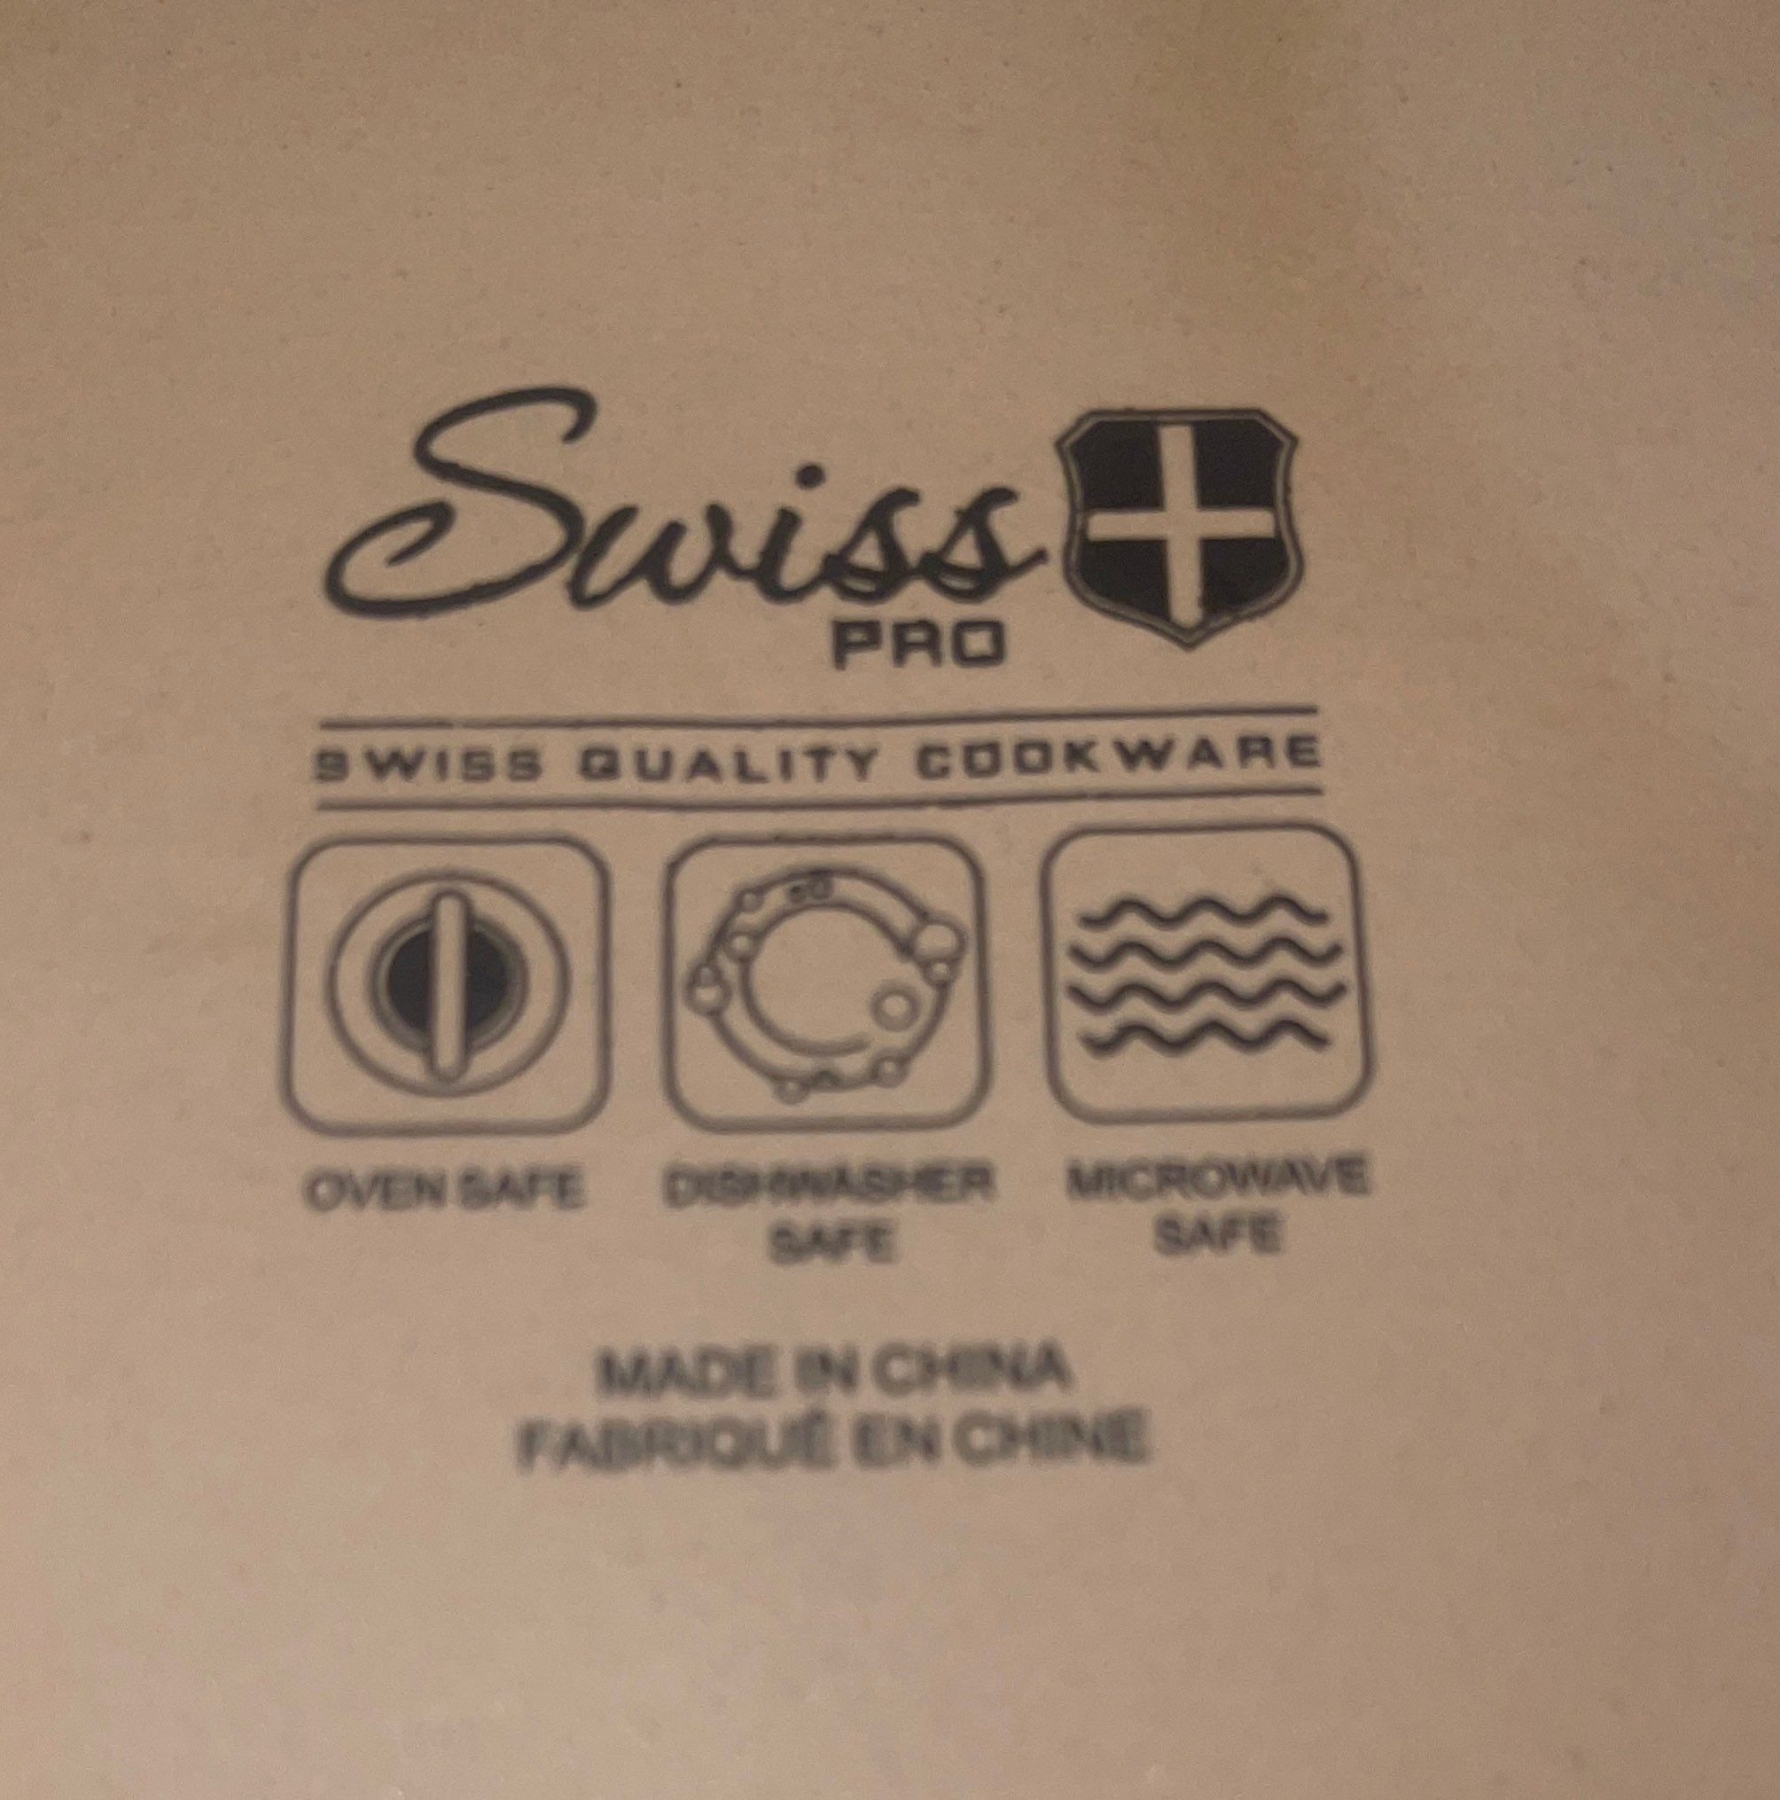 Swiss
PRO
SWISS QUALITY COOKWARE
OVEN SAFE
DISHWASHER
SAFE
MICROWAVE
SAFE
MADE IN CHINA
FABRIQUÉ EN CHINE